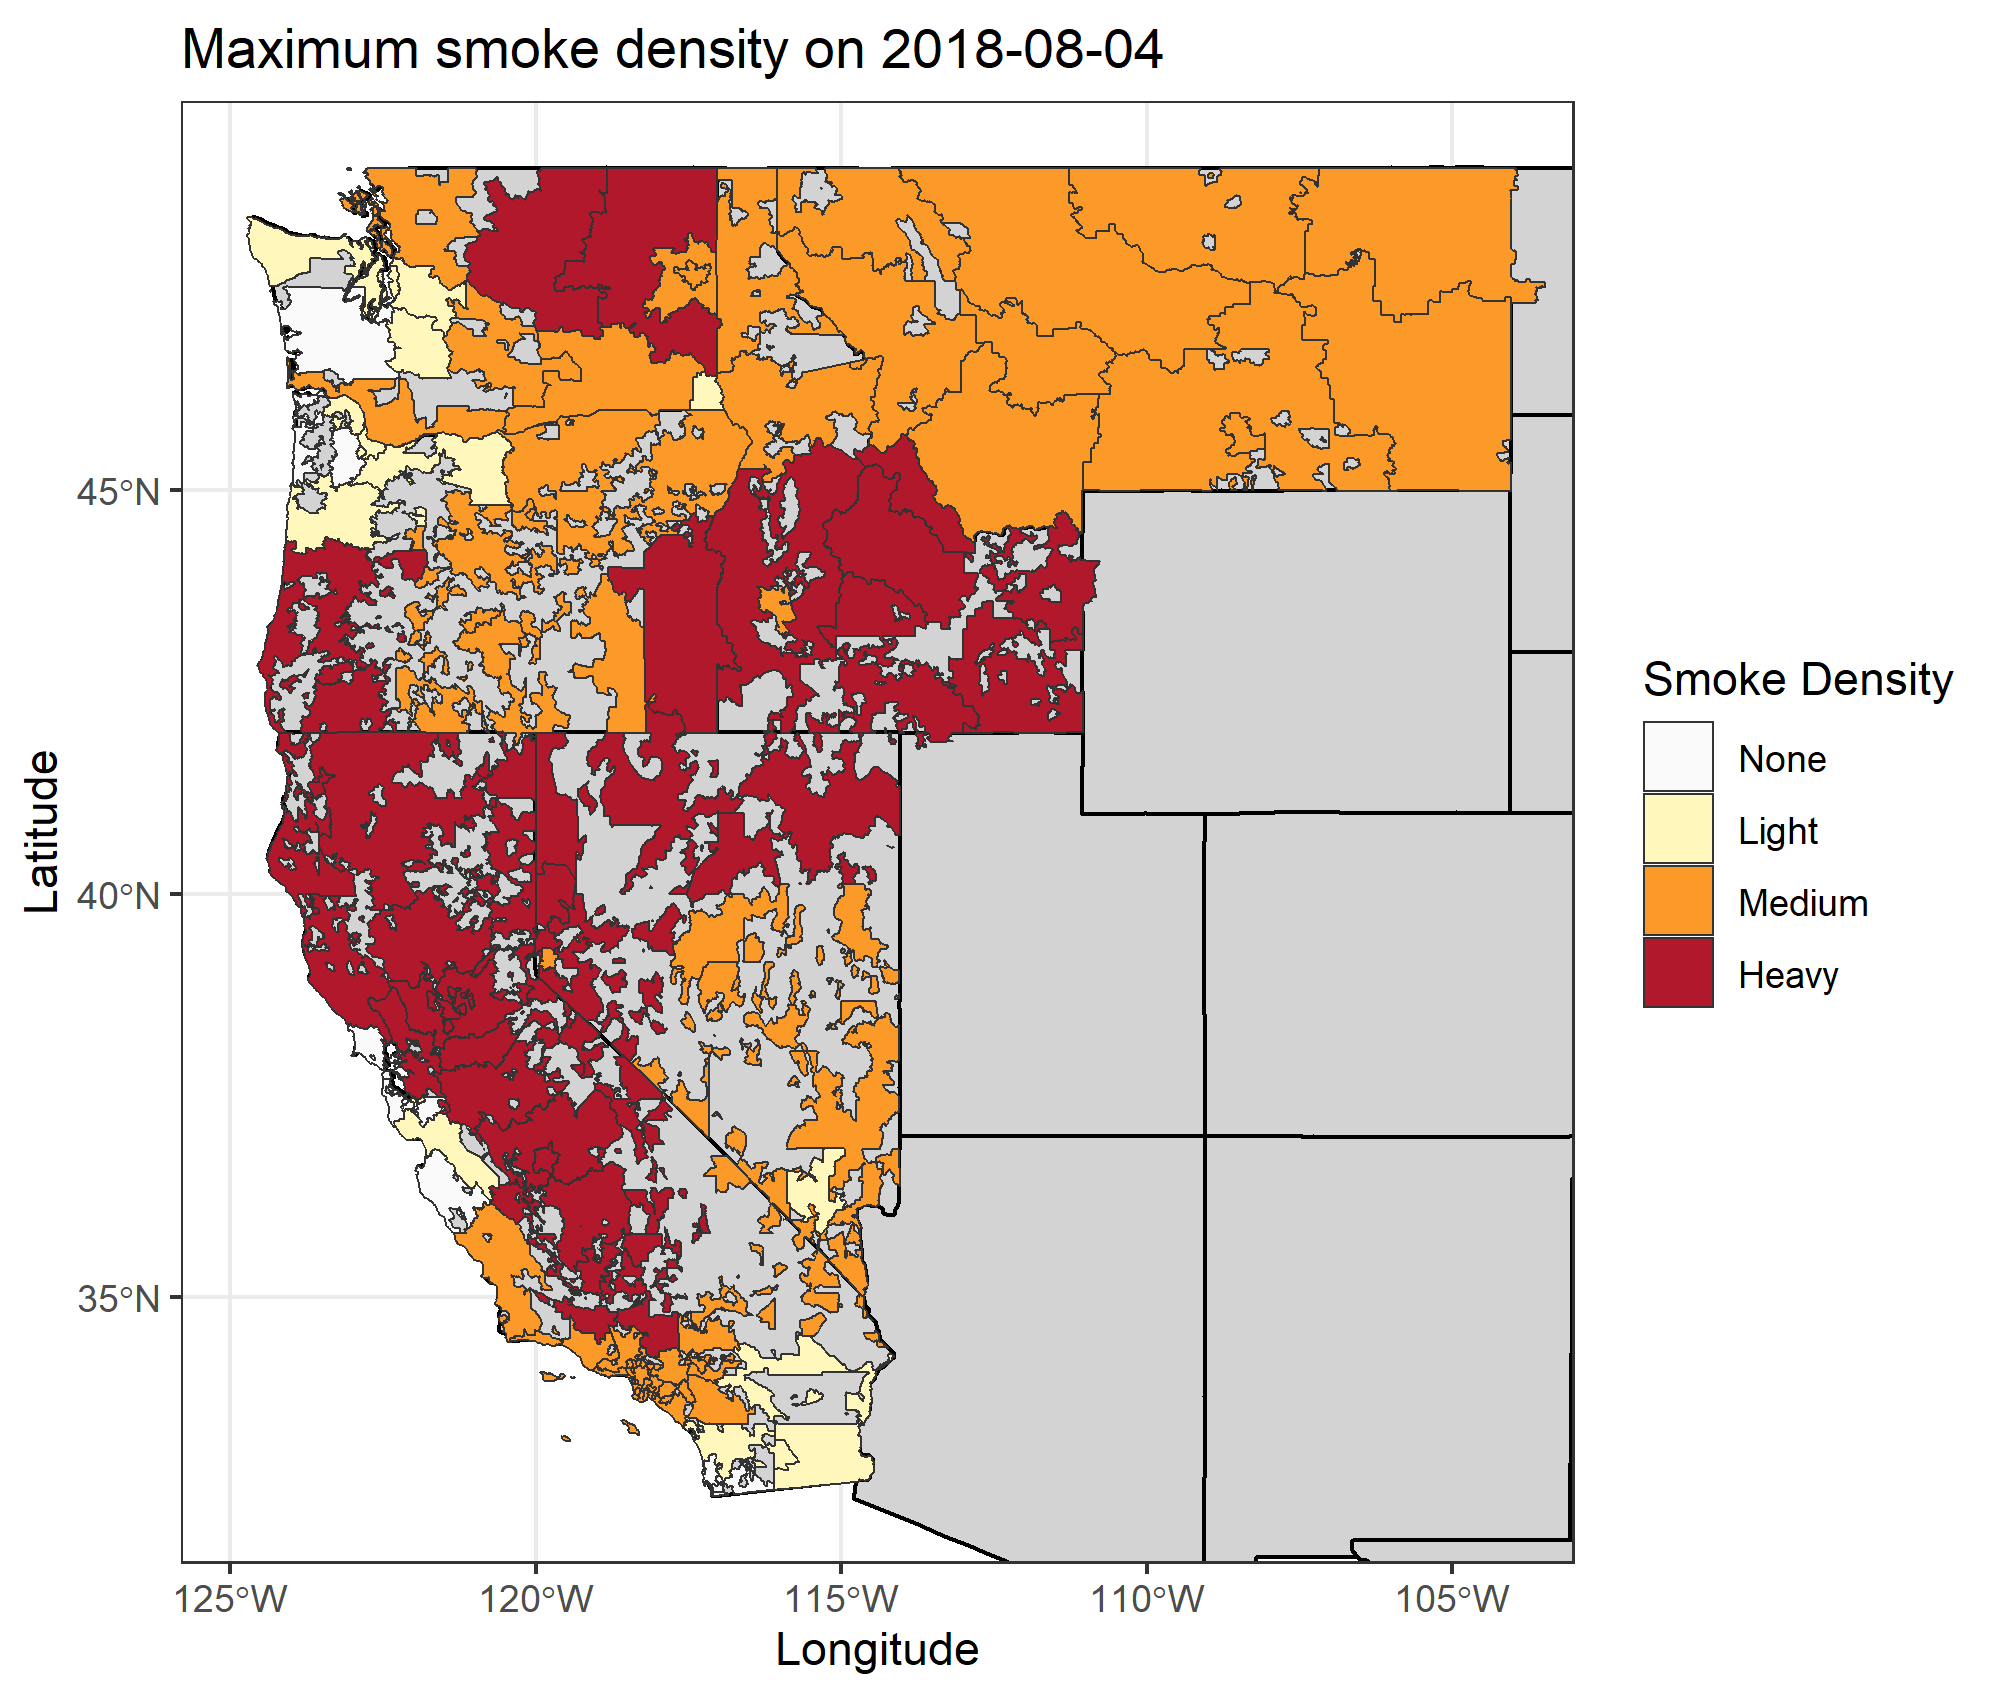 Maximum smoke density on 2018-08-04
45°N
40°N
35°N
125°W
120°W
115°W
110°W
105°W
Longitude
Latitude
Smoke Density
None
Light
Medium
Heavy